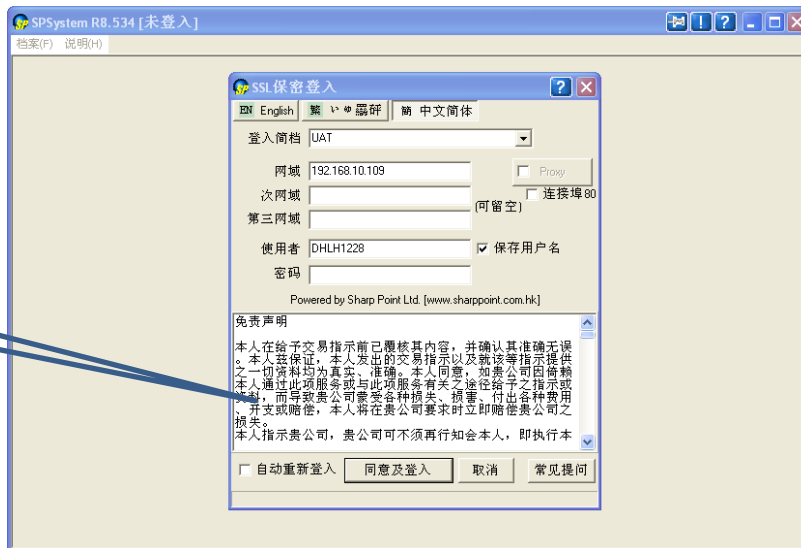 SPSystem R8.534 [未登入]
档案(F) 说明(H)
SSL保密登入
EN English 繁 いゅ羉砰 簡 中文简体
登入简档 UAT
网域 192.168.10.109 Proxy
次网域 连接埠80
(可留空)
第三网域
使用者 DHLH1228 保存用户名
密码
Powered by Sharp Point Ltd. [www.sharppoint.com.hk]
免责声明
本人在给予交易指示前已覆核其内容，并确认其准确无误
。本人兹保证，本人发出的交易指示以及就该等指示提供
之一切资料均为真实、准确。本人同意，如贵公司因倚赖
本人通过此项服务或与此项服务有关之途径给予之指示或
资料，而导致贵公司蒙受各种损失、损害、付出各种费用
、开支或赔偿，本人将在贵公司要求时立即赔偿贵公司之
损失。
本人指示贵公司，贵公司可不须再行知会本人，即执行本
自动重新登入 同意及登入 取消 常见提问